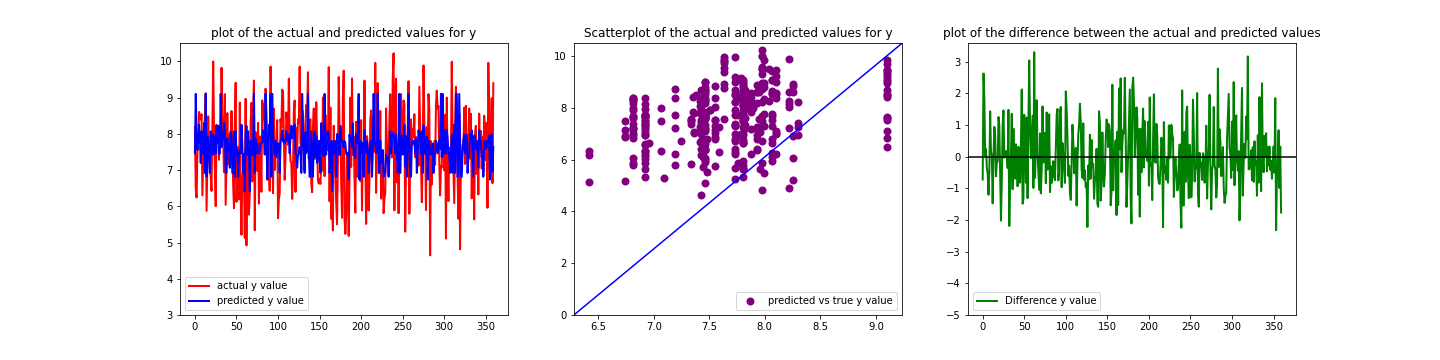 plot of the actual and predicted values for y
10
9
8
7
6
5
4
3
0 50 100 150 200 250 300 350
actual y value
predicted y value
Scatterplot of the actual and predicted values for y
10
8
6
4
2
0
6.5 7.0 7.5 8.0 8.5 9.0
predicted vs true y value
plot of the difference between the actual and predicted values
3
2
1
0
−1
−2
−3
−4
−5
0 50 100 150 200 250 300 350
Difference y value